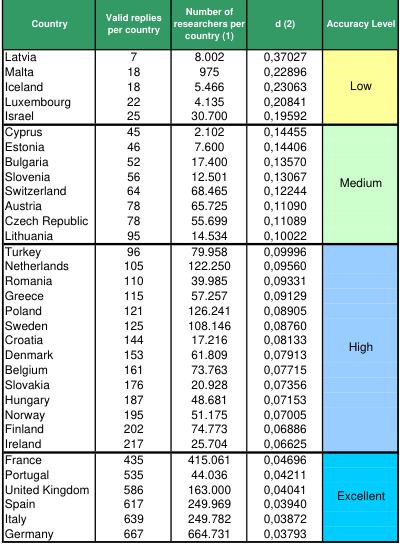 Country Valid replies per country Number of researchers per country (1) d (2) Accuracy Level
Latvia 7 8.002 0,37027
Malta 18 975 0,22896
Iceland 18 5.466 0,23063 Low
Luxembourg 22 4.135 0,20841
Israel 25 30.700 0,19592
Cyprus 45 2.102 0,14455
Estonia 46 7.600 0,14406
Bulgaria 52 17.400 0,13570
Slovenia 56 12.501 0,13067
Switzerland 64 68.465 0,12244 Medium
Austria 78 65.725 0,11090
Czech Republic 78 55.699 0,11089
Lithuania 95 14.534 0,10022
Turkey 96 79.958 0,09996
Netherlands 105 122.250 0,09560
Romania 110 39.985 0,09331
Greece 115 57.257 0,09129
Poland 121 126.241 0,08905
Sweden 125 108.146 0,08760
Croatia 144 17.216 0,08133 High
Denmark 153 61.809 0,07913
Belgium 161 73.763 0,07715
Slovakia 176 20.928 0,07356
Hungary 187 48.681 0,07153
Norway 195 51.175 0,07005
Finland 202 74.773 0,06886
Ireland 217 25.704 0,06625
France 435 415.061 0,04696
Portugal 535 44.036 0,04211
United Kingdom 586 163.000 0,04041 Excellent
Spain 617 249.969 0,03940
Italy 639 249.782 0,03872
Germany 667 664.731 0,03793